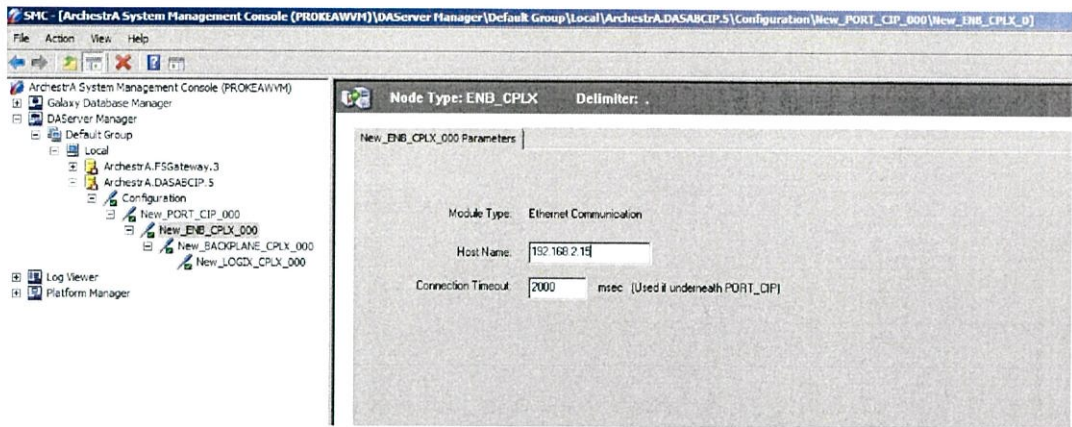 SMC - [ArchestrA System Management Console (PROKEAWVM)\DAServer Manager\Default Group\Local\ArchestrA.DASABCIP.5\Configuration\New_PORT_CIP_000\New_ENB_CPLX_0]
File Action View Help
ArchestrA System Management Console (PROKEAWVM)
Galaxy Database Manager
DAServer Manager
Default Group
Local
ArchestrA.FSGateway.3
ArchestrA.DASABCIP.5
Configuration
New_PORT_CIP_000
New_ENB_CPLX_000
New_BACKPLANE_CPLX_000
New_LOGIX_CPLX_000
Log Viewer
Platform Manager
Node Type: ENB_CPLX Delimiter: .
New_ENB_CPLX_000 Parameters
Module Type: Ethernet Communication
Host Name: 192.168.2.15
Connection Timeout: 2000 msec (Used if underneath PORT_CIP)